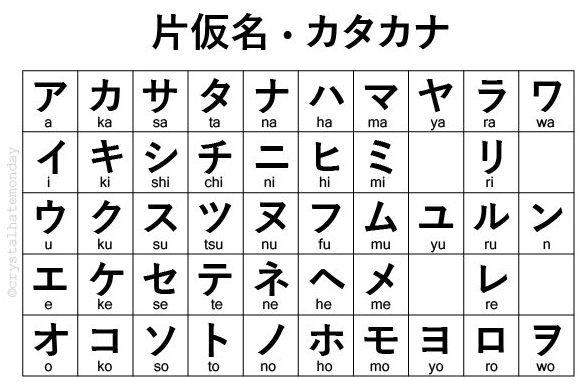 片仮名・カタカナ
ア カ サ タ ナ ハ マ ヤ ラ ワ
a ka sa ta na ha ma ya ra wa
イ キ シ チ ニ ヒ ミ リ
i ki shi chi ni hi mi ri
ウ ク ス ツ ヌ フ ム ユ ル ン
u ku su tsu nu fu mu yu ru n
エ ケ セ テ ネ ヘ メ レ
e ke se te ne he me re
オ コ ソ ト ノ ホ モ ヨ ロ ヲ
o ko so to no ho mo yo ro wo
©crystalhatemonday